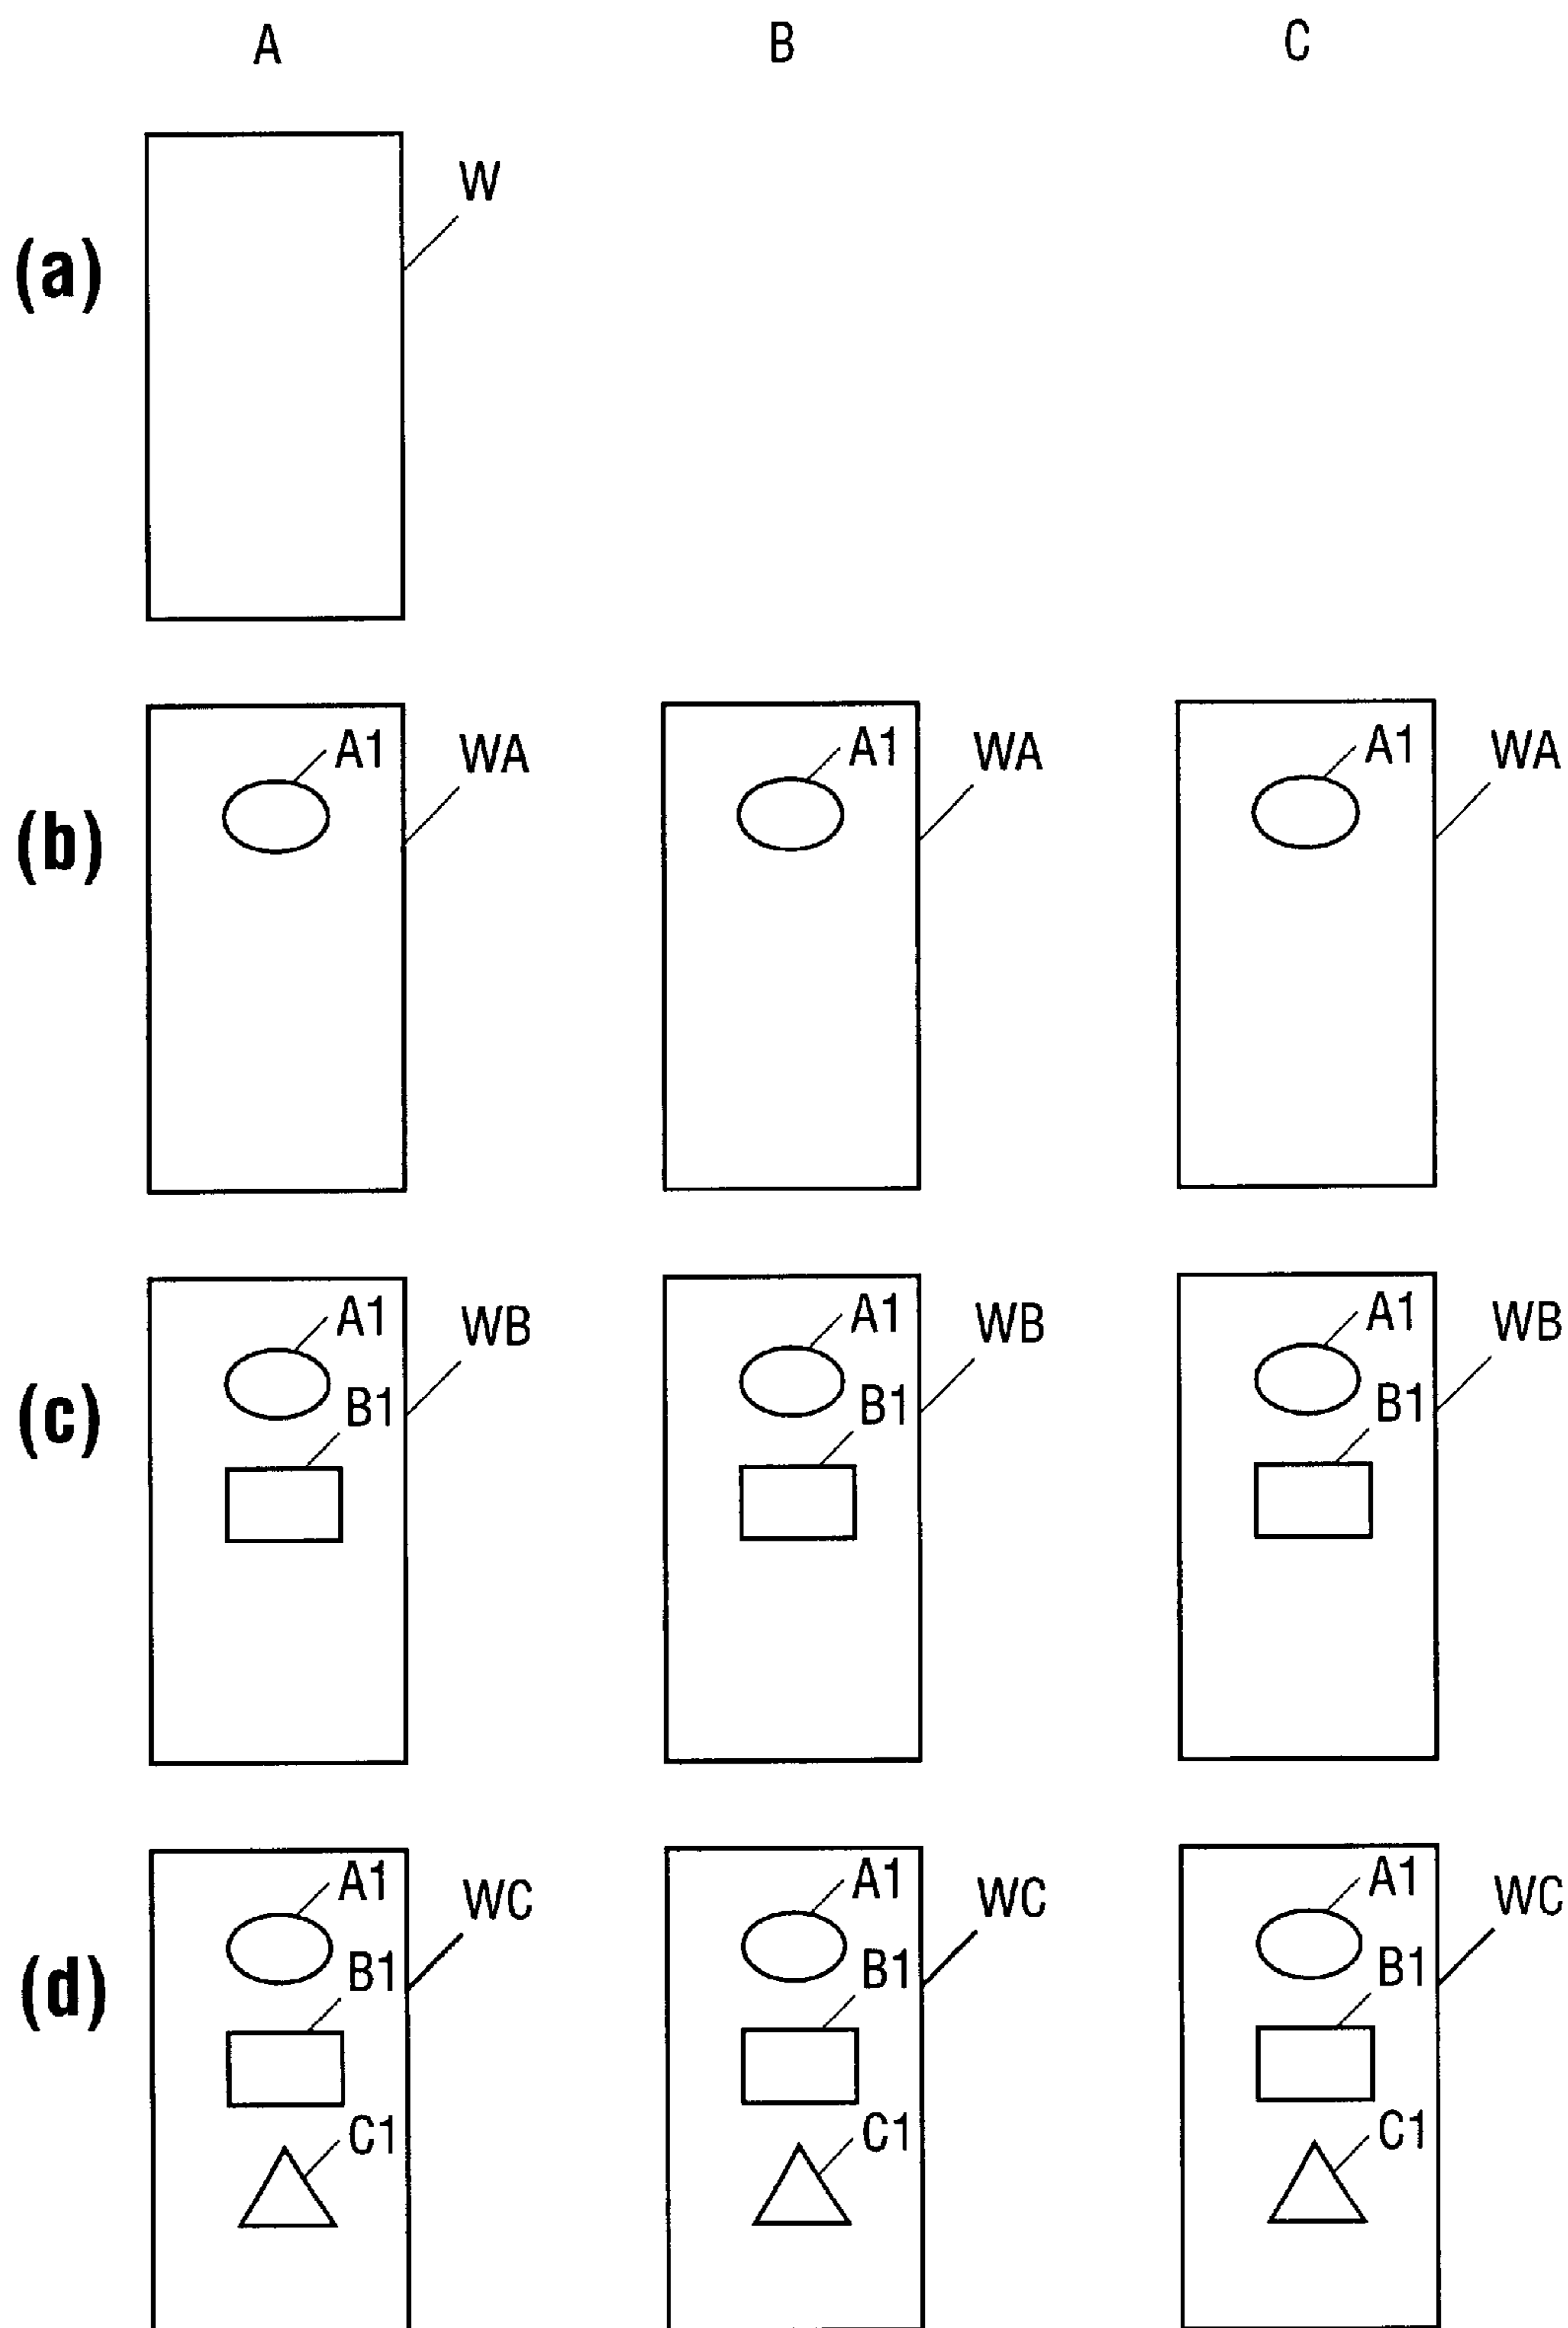 A B C
(a) W
(b) A1 WA A1 WA A1 WA
(c) A1 WB A1 WB A1 WB
B1 B1 B1
(d) A1 WC A1 WC A1 WC
B1 B1 B1
C1 C1 C1